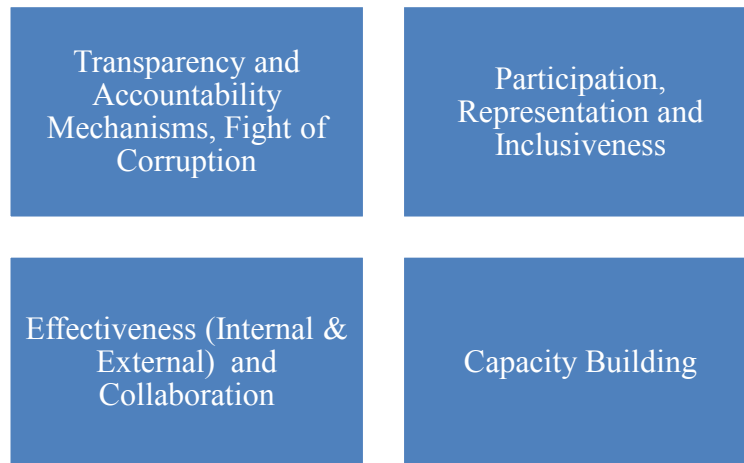 Transparency and
Accountability
Mechanisms, Fight of
Corruption
Participation,
Representation and
Inclusiveness
Effectiveness (Internal &
External)  and
Collaboration
Capacity Building